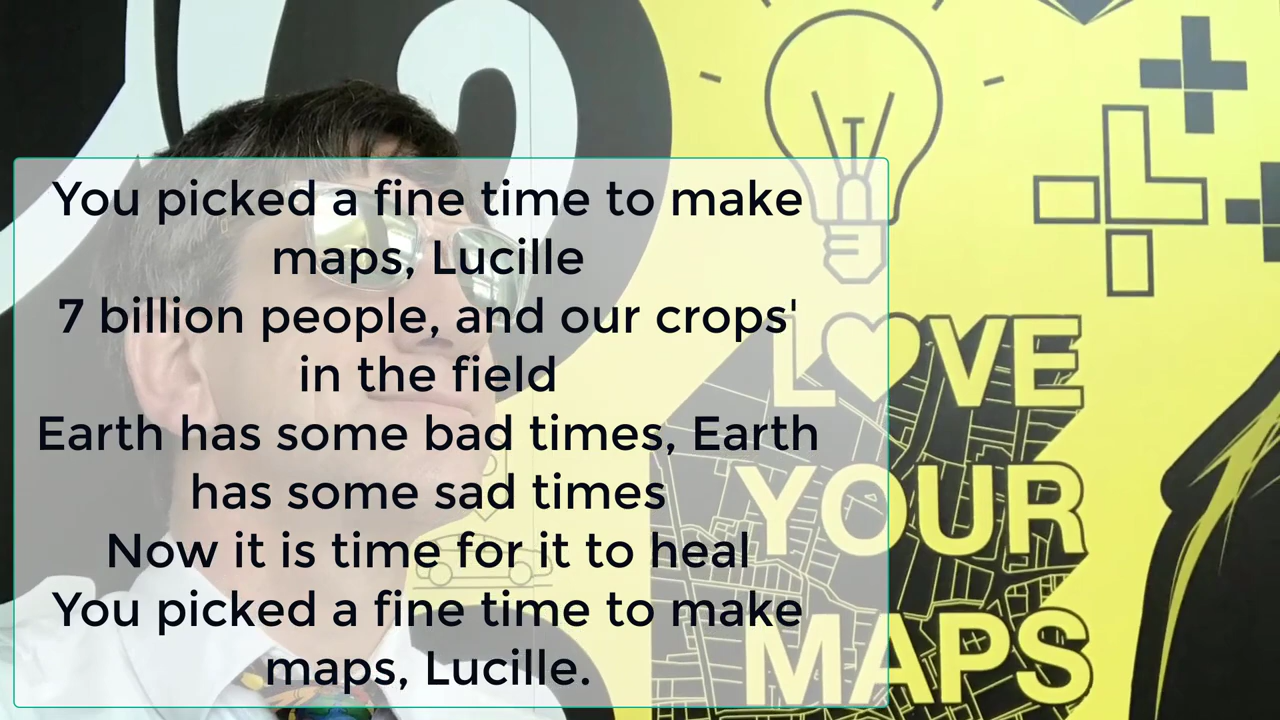 You picked a fine time to make
maps, Lucille
7 billion people, and our crops'
in the field
Earth has some bad times, Earth
has some sad times
Now it is time for it to heal
You picked a fine time to make
maps, Lucille.
LOVE
YOUR
MAPS